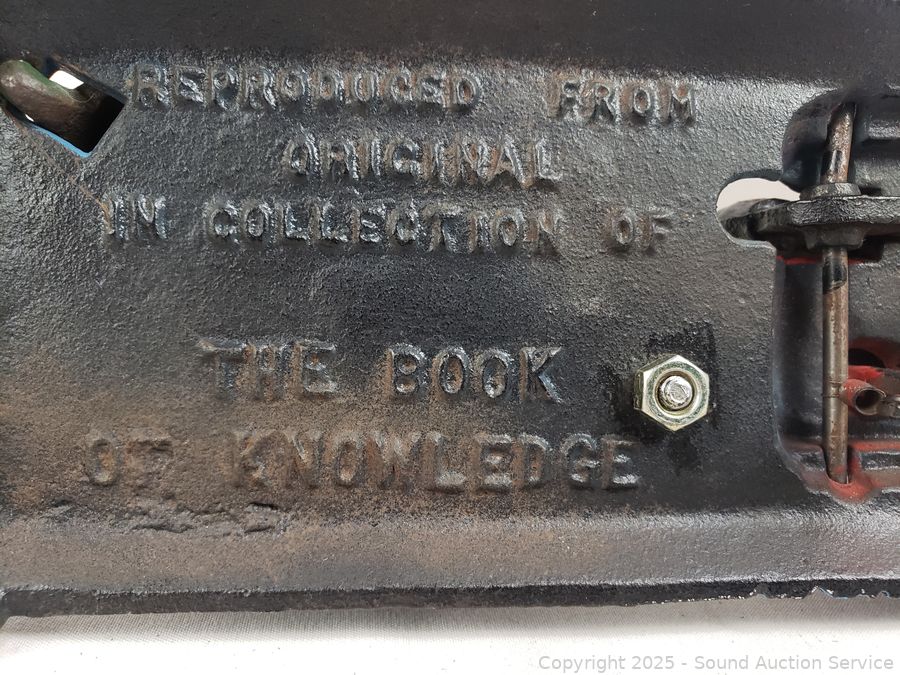 REPRODUCED FROM
ORIGINAL
IN COLLECTION OF
THE BOOK
OF KNOWLEDGE
Copyright © 2025 - Sound Auction Service